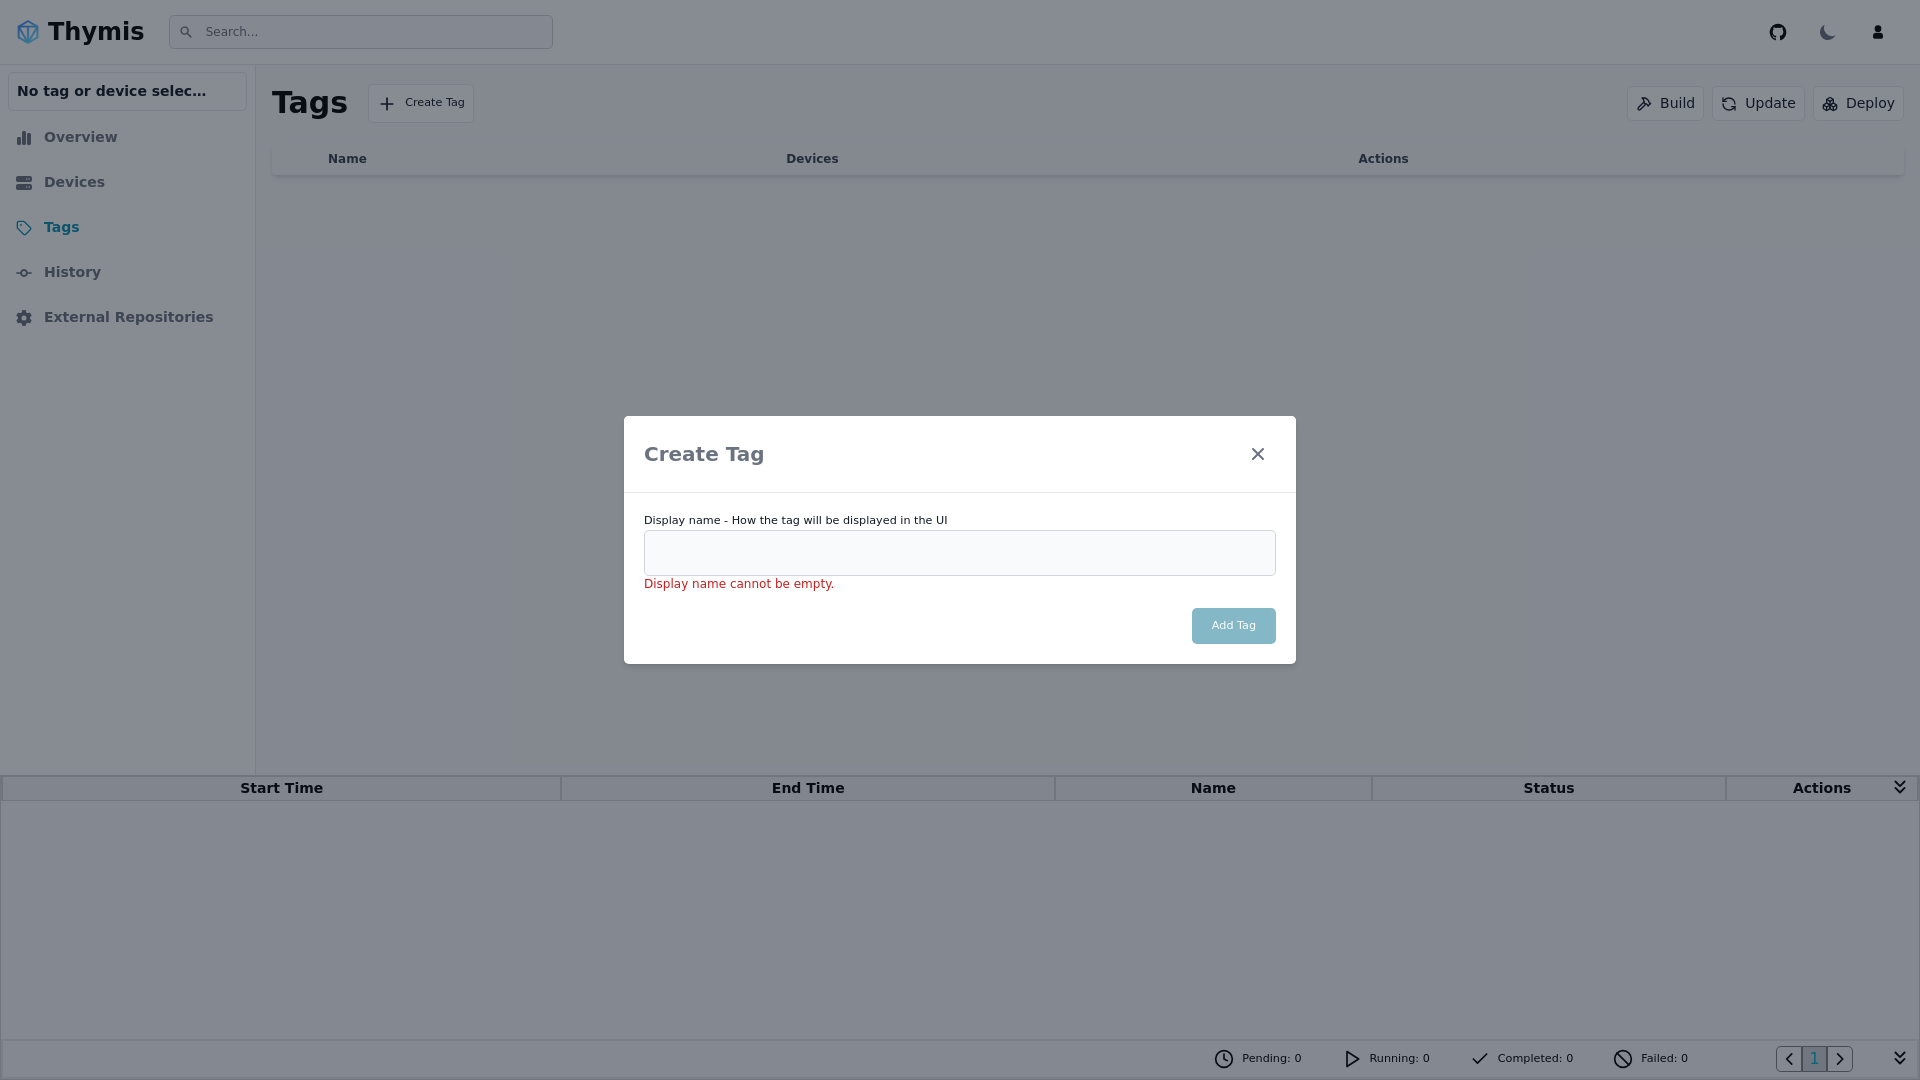 Thymis
Search...
No tag or device selec...
Overview
Devices
Tags
History
External Repositories
Tags
Create Tag
Build
Update
Deploy
Name
Devices
Actions
Create Tag
Display name - How the tag will be displayed in the UI
Display name cannot be empty.
Add Tag
Start Time
End Time
Name
Status
Actions
Pending: 0
Running: 0
Completed: 0
Failed: 0
1